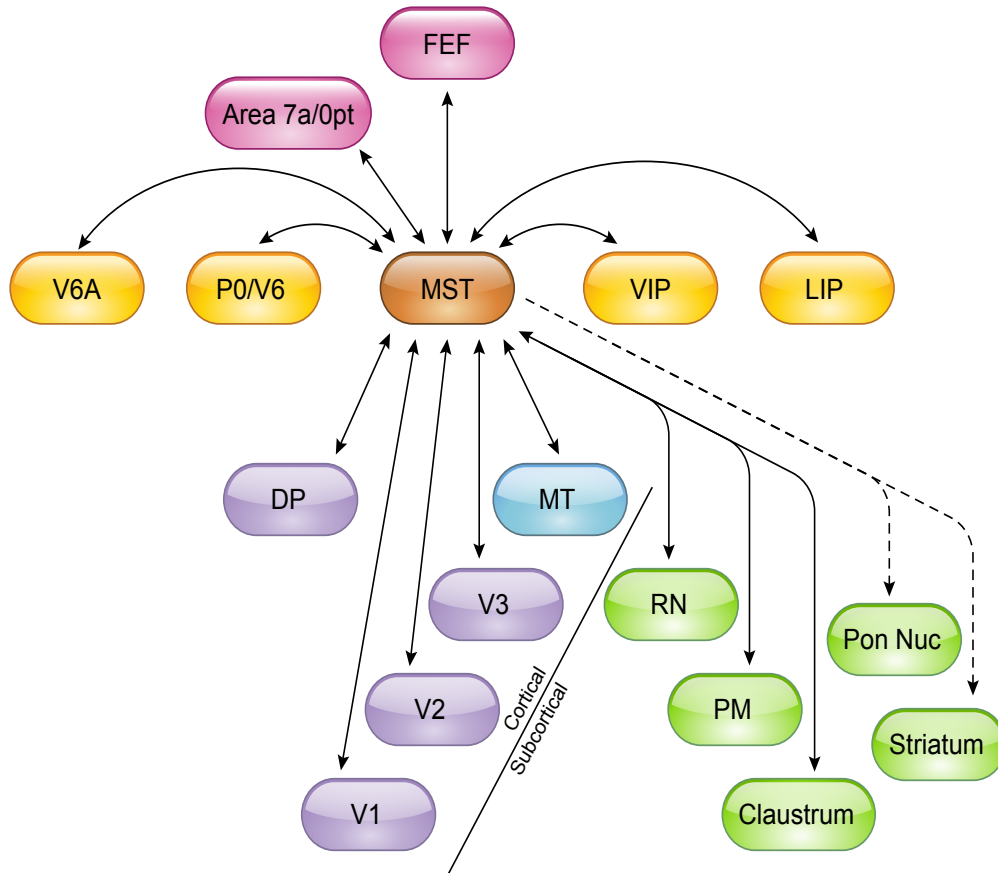 FEF
Area 7a/0pt
V6A
P0/V6
MST
VIP
LIP
DP
MT
V3
RN
Pon Nuc
V2
Cortical
Subcortical
PM
Striatum
V1
Claustrum